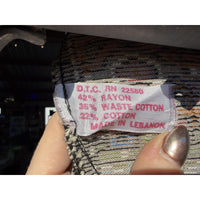 D.T.C. RN 22580
42% RAYON
36% WASTE COTTON
22% COTTON
MADE IN LEBANON